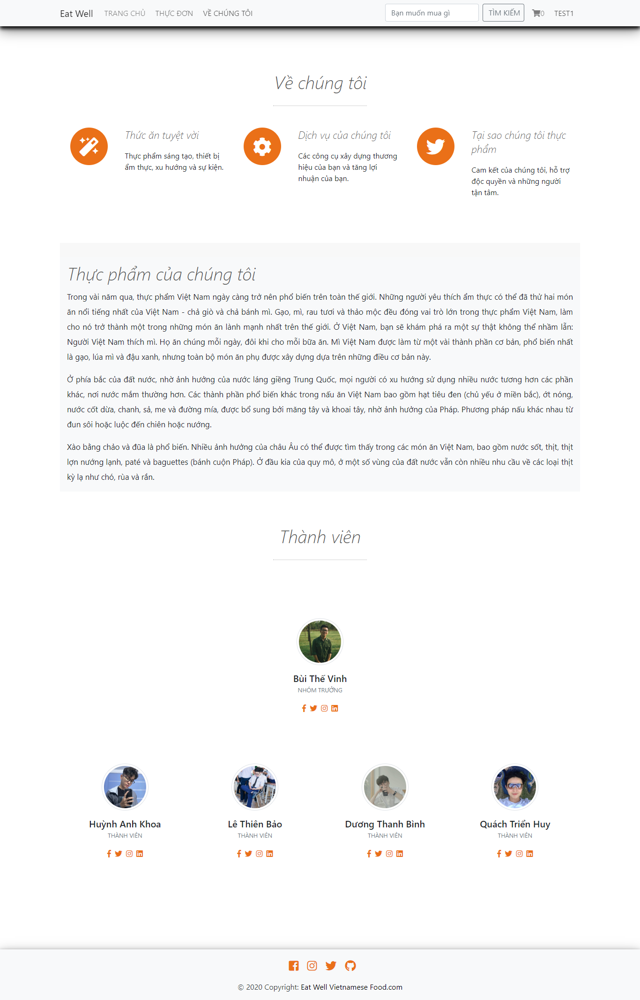 Eat Well TRANG CHỦ THỰC ĐƠN VỀ CHÚNG TÔI Bạn muốn mua gì TÌM KIẾM 0 TEST1
Về chúng tôi
Thức ăn tuyệt vời
Thực phẩm sáng tạo, thiết bị
ẩm thực, xu hướng và sự kiện.
Dịch vụ của chúng tôi
Các công cụ xây dựng thương
hiệu của bạn và tăng lợi
nhuận của bạn.
Tại sao chúng tôi thực
phẩm
Cam kết của chúng tôi, hỗ trợ
độc quyền và những người
tận tâm.
Thực phẩm của chúng tôi
Trong vài năm qua, thực phẩm Việt Nam ngày càng trở nên phổ biến trên toàn thế giới. Những người yêu thích ẩm thực có thể đã thử hai món
ăn nổi tiếng nhất của Việt Nam - chả giò và chả bánh mì. Gạo, mì, rau tươi và thảo mộc đều đóng vai trò lớn trong thực phẩm Việt Nam, làm
cho nó trở thành một trong những món ăn lành mạnh nhất trên thế giới. Ở Việt Nam, bạn sẽ khám phá ra một sự thật không thể nhầm lẫn:
Người Việt Nam thích mì. Họ ăn chúng mỗi ngày, đôi khi cho mỗi bữa ăn. Mì Việt Nam được làm từ một vài thành phần cơ bản, phổ biến nhất
là gạo, lúa mì và đậu xanh, nhưng toàn bộ món ăn phụ được xây dựng dựa trên những điều cơ bản này.
Ở phía bắc của đất nước, nhờ ảnh hưởng của nước láng giềng Trung Quốc, mọi người có xu hướng sử dụng nhiều nước tương hơn các phần
khác, nơi nước mắm thường hơn. Các thành phần phổ biến khác trong nấu ăn Việt Nam bao gồm hạt tiêu đen (chủ yếu ở miền bắc), ớt nóng,
nước cốt dừa, chanh, sả, me và đường mía, được bổ sung bởi măng tây và khoai tây, nhờ ảnh hưởng của Pháp. Phương pháp nấu khác nhau từ
đun sôi hoặc luộc đến chiên hoặc nướng.
Xào bằng chảo và đũa là phổ biến. Nhiều ảnh hưởng của châu Âu có thể được tìm thấy trong các món ăn Việt Nam, bao gồm nước sốt, thịt, thịt
lợn nướng lạnh, paté và baguettes (bánh cuộn Pháp). Ở đầu kia của quy mô, ở một số vùng của đất nước vẫn còn nhiều nhu cầu về các loại thịt
kỳ lạ như chó, rùa và rắn.
Thành viên
Bùi Thế Vinh
NHÓM TRƯỞNG
Huỳnh Anh Khoa
THÀNH VIÊN
Lê Thiên Bảo
THÀNH VIÊN
Dương Thanh Bình
THÀNH VIÊN
Quách Triển Huy
THÀNH VIÊN
© 2020 Copyright: Eat Well Vietnamese Food.com